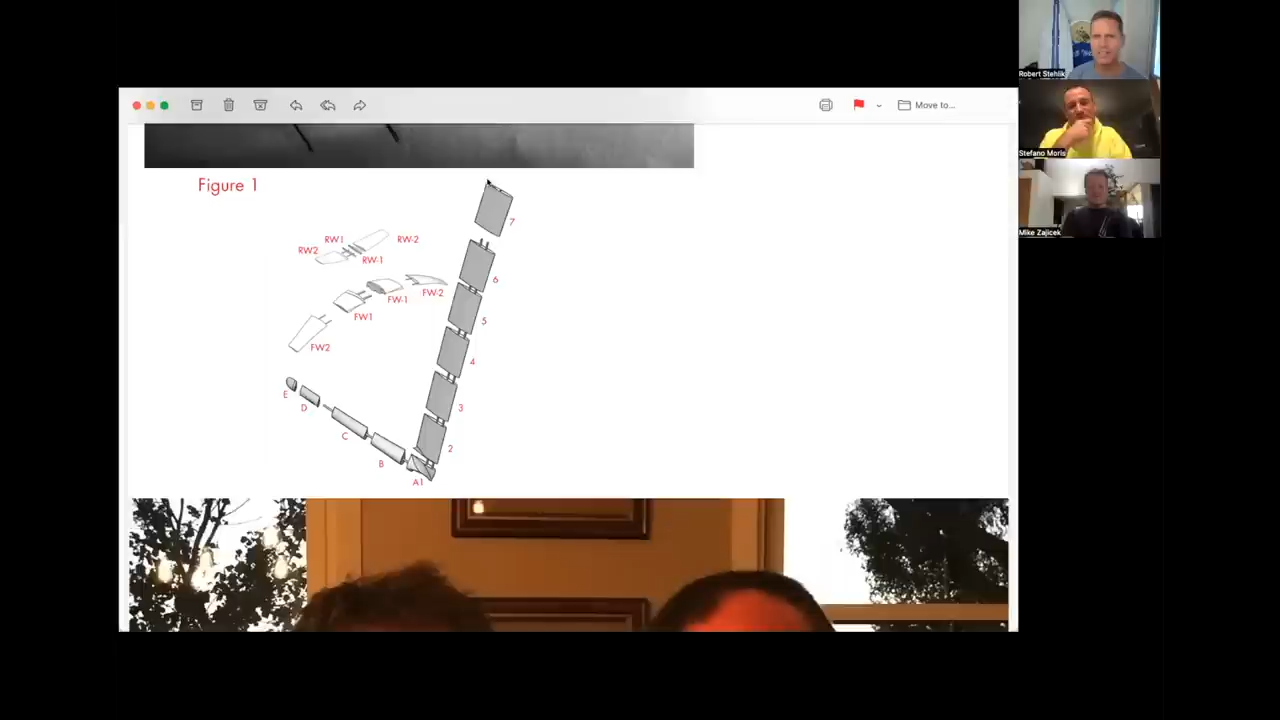 Move to...
Figure 1
7
RW1
RW-2
RW2
RW-1
6
FW-2
FW-1
FW1
5
FW2
4
E
D
3
C
2
B
A1
Robert Stehlik
Stefano Moris
Mike Zajicek